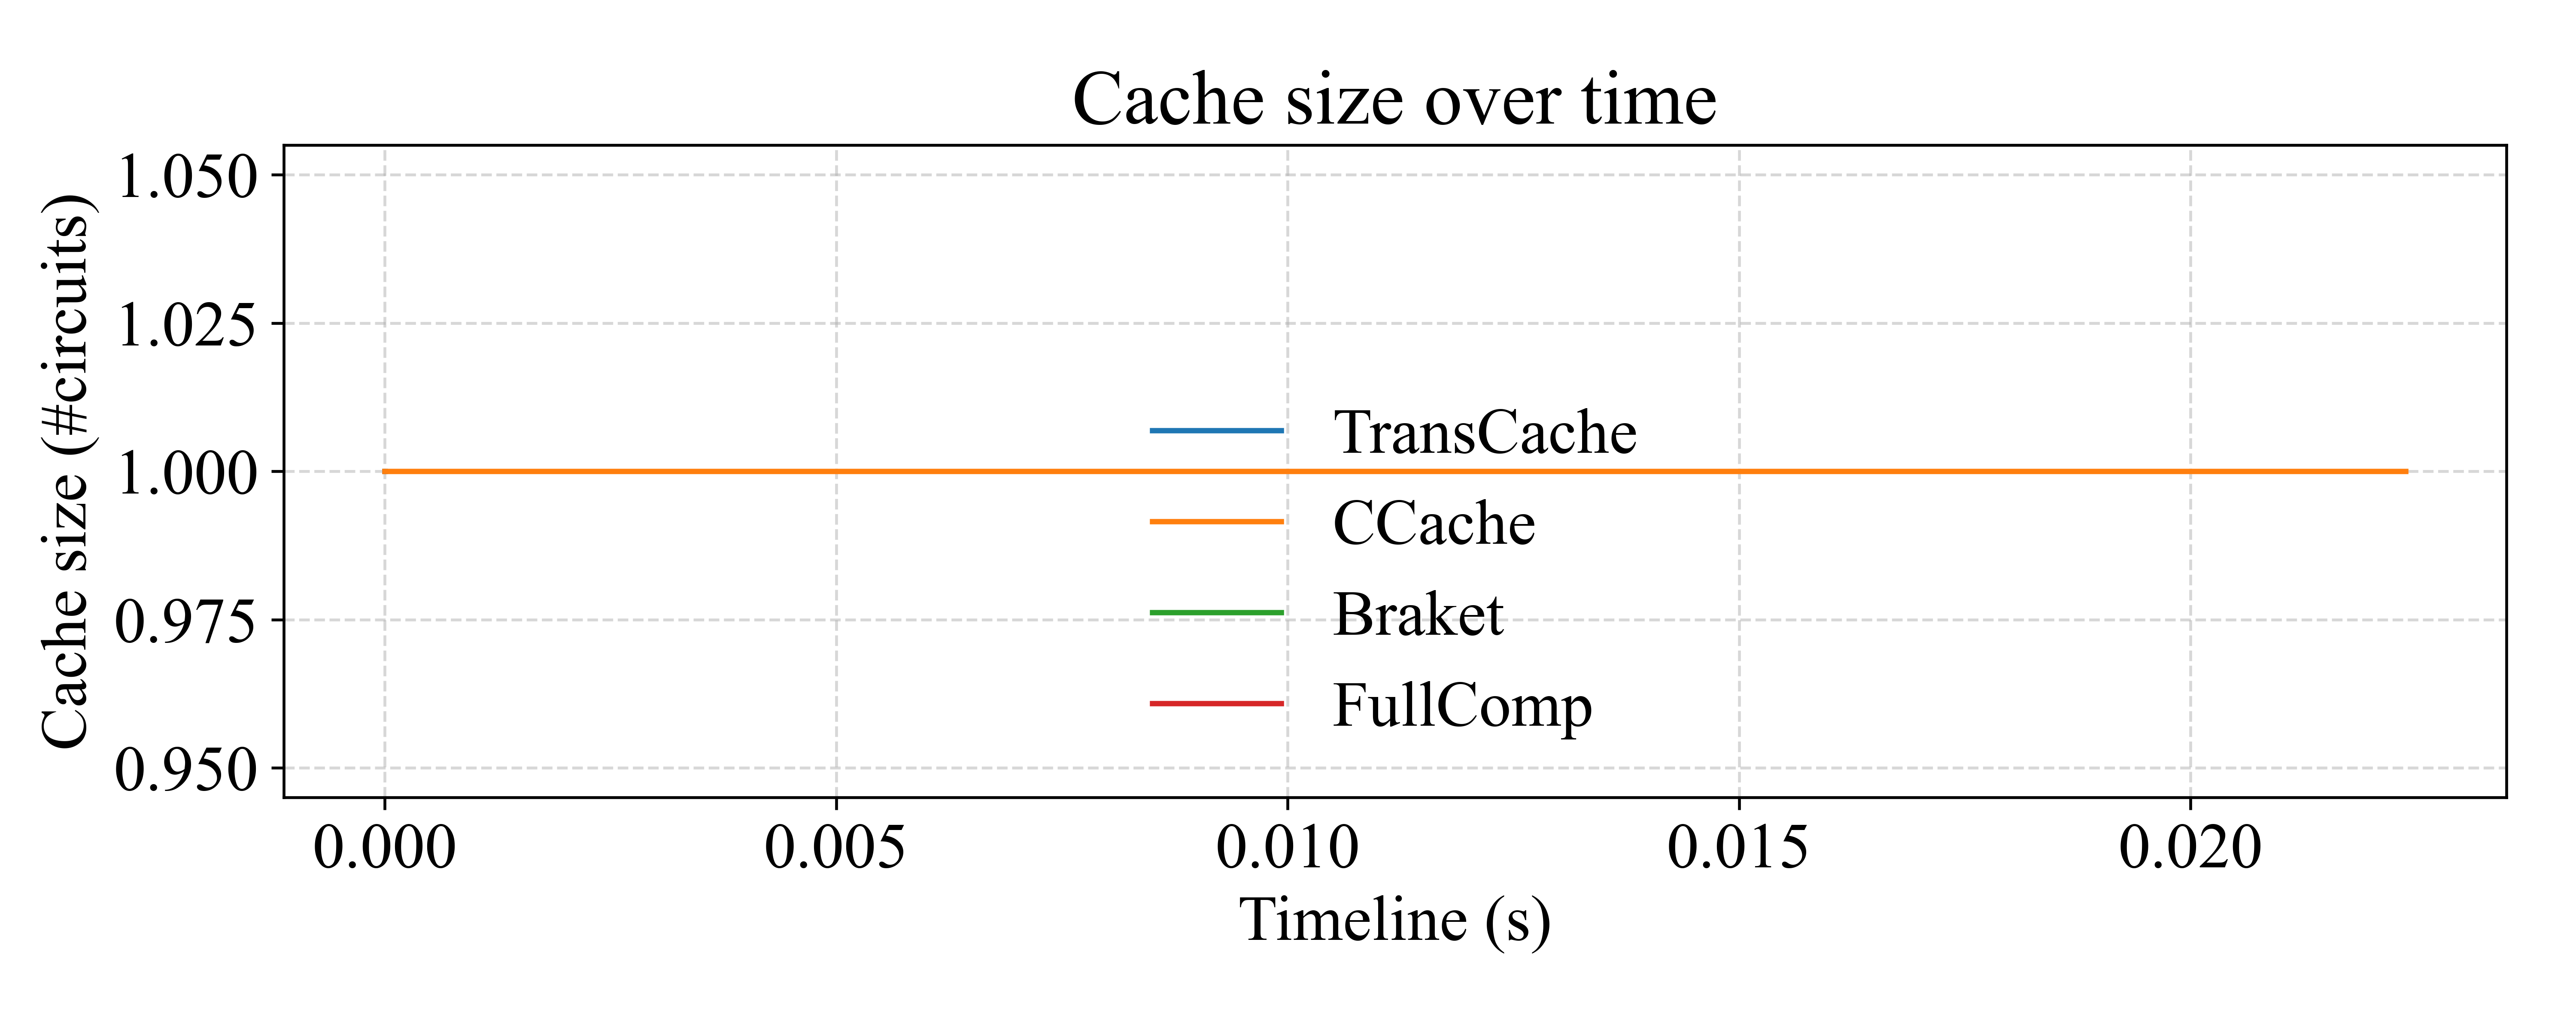 Cache size over time
Cache size (#circuits)
1.050
1.025
1.000
0.975
0.950
TransCache
CCache
Braket
FullComp
0.000 0.005 0.010 0.015 0.020
Timeline (s)